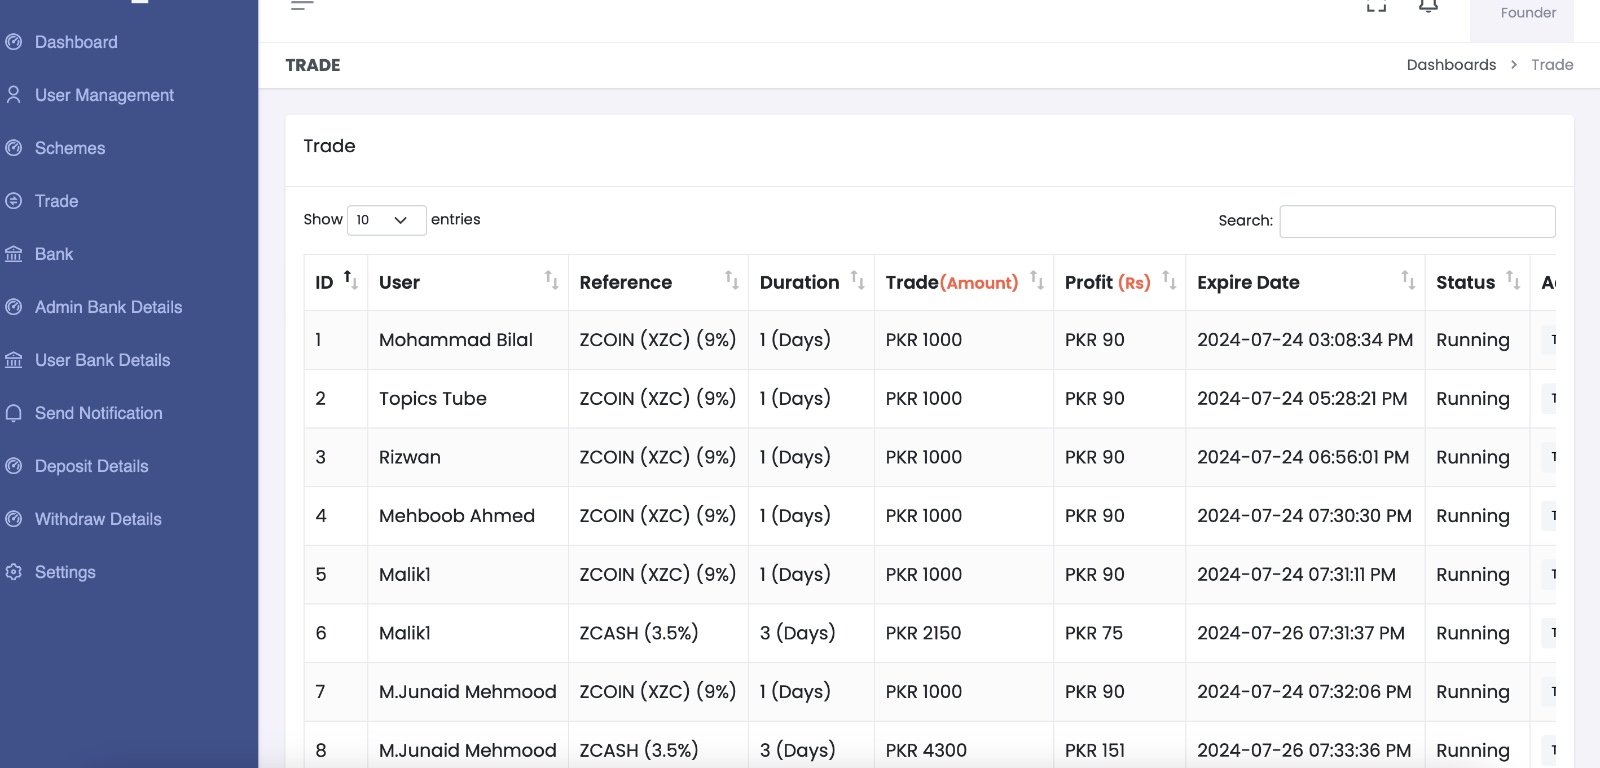 Founder
Dashboard
User Management
Schemes
Trade
Bank
Admin Bank Details
User Bank Details
Send Notification
Deposit Details
Withdraw Details
Settings
TRADE
Dashboards > Trade
Trade
Show 10 entries
Search:
ID User Reference Duration Trade(Amount) Profit (Rs) Expire Date Status
1 Mohammad Bilal ZCOIN (XZC) (9%) 1 (Days) PKR 1000 PKR 90 2024-07-24 03:08:34 PM Running
2 Topics Tube ZCOIN (XZC) (9%) 1 (Days) PKR 1000 PKR 90 2024-07-24 05:28:21 PM Running
3 Rizwan ZCOIN (XZC) (9%) 1 (Days) PKR 1000 PKR 90 2024-07-24 06:56:01 PM Running
4 Mehboob Ahmed ZCOIN (XZC) (9%) 1 (Days) PKR 1000 PKR 90 2024-07-24 07:30:30 PM Running
5 Malik1 ZCOIN (XZC) (9%) 1 (Days) PKR 1000 PKR 90 2024-07-24 07:31:11 PM Running
6 Malik1 ZCASH (3.5%) 3 (Days) PKR 2150 PKR 75 2024-07-26 07:31:37 PM Running
7 M.Junaid Mehmood ZCOIN (XZC) (9%) 1 (Days) PKR 1000 PKR 90 2024-07-24 07:32:06 PM Running
8 M.Junaid Mehmood ZCASH (3.5%) 3 (Days) PKR 4300 PKR 151 2024-07-26 07:33:36 PM Running